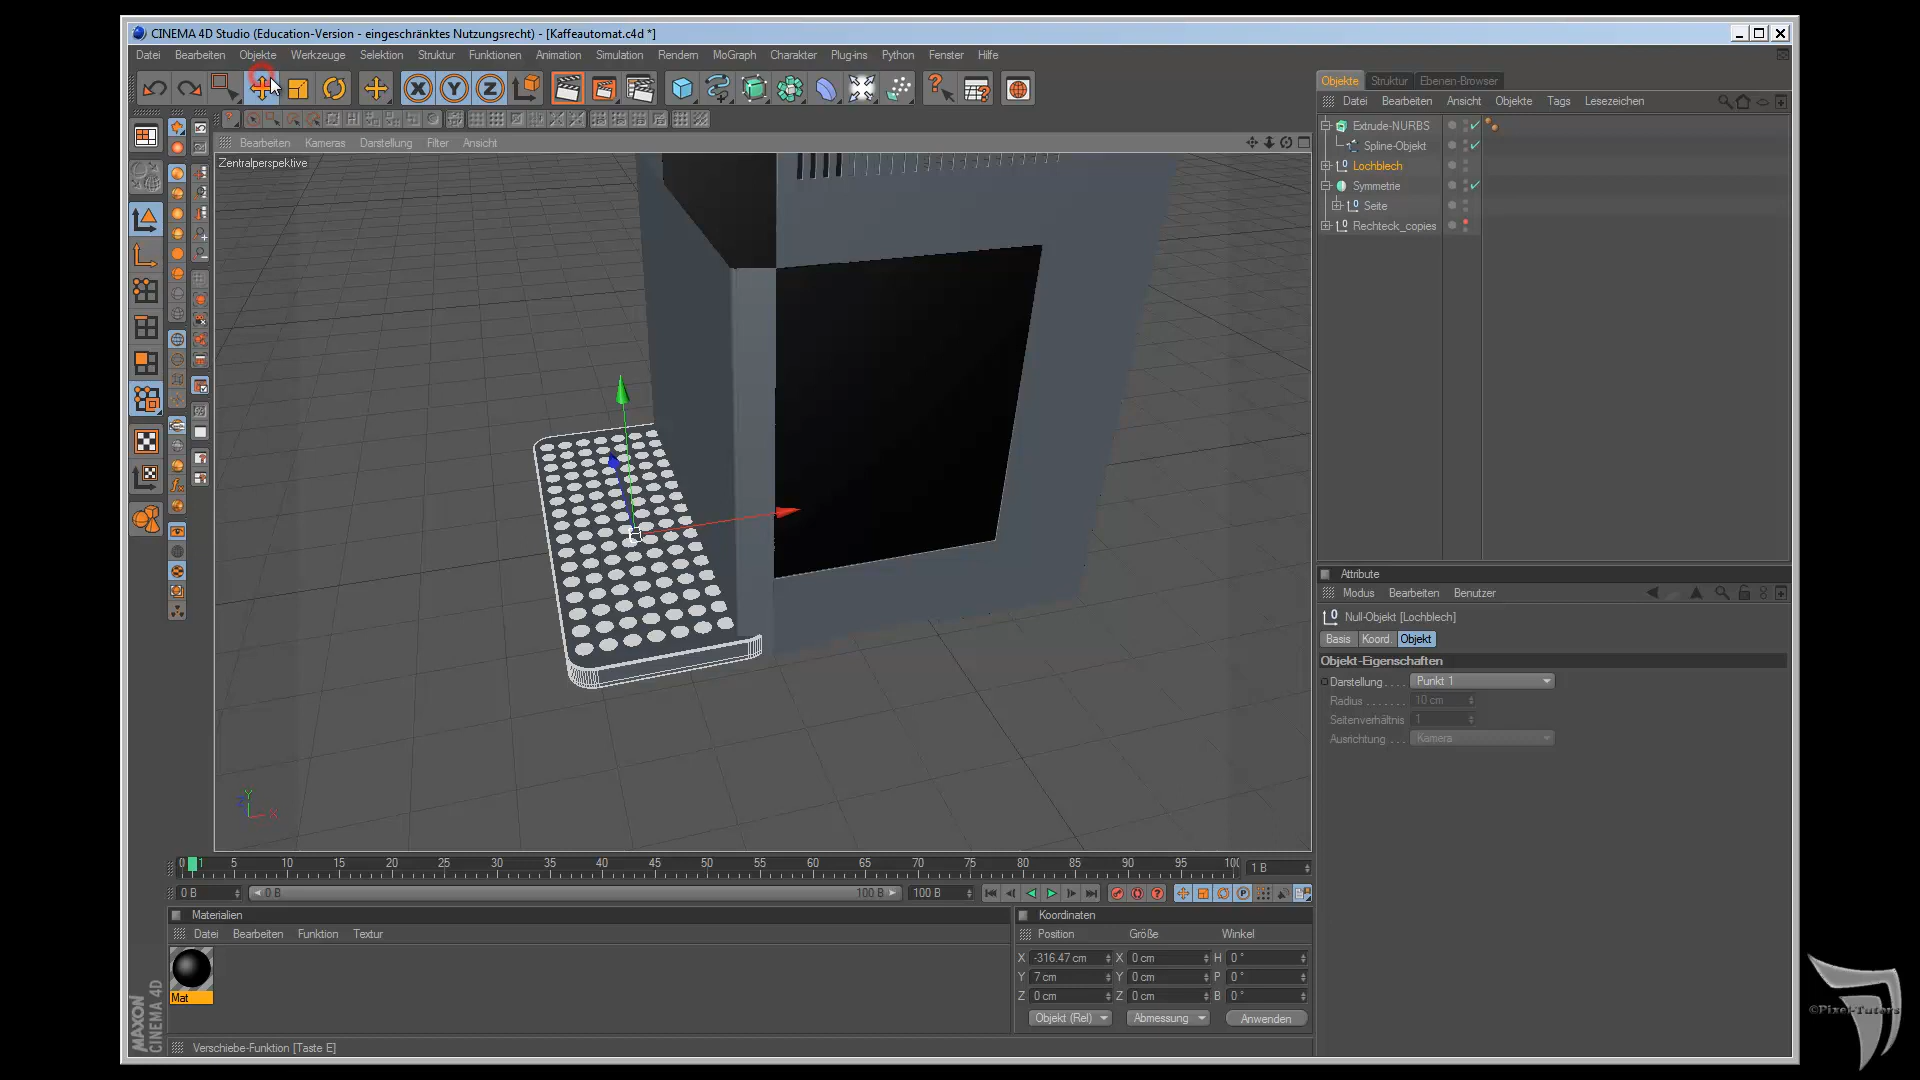 CINEMA 4D Studio (Education-Version - eingeschränktes Nutzungsrecht) - [Kaffeautomat.c4d *]
Datei Bearbeiten Objekte Werkzeuge Selektion Struktur Funktionen Animation Simulation Rendern MoGraph Charakter Plug-ins Python Fenster Hilfe
X Y Z
Objekte Struktur Ebenen-Browser
Datei Bearbeiten Ansicht Objekte Tags Lesezeichen
Bearbeiten Kameras Darstellung Filter Ansicht
Zentralperspektive
Extrude-NURBS
Spline-Objekt
Lochblech
Symmetrie
Seite
Rechteck_copies
Attribute
Modus Bearbeiten Benutzer
Null-Objekt [Lochblech]
Basis Koord. Objekt
Objekt-Eigenschaften
Darstellung . . . . Punkt 1
Radius . . . . . . . 10 cm
Seitenverhältnis 1
Ausrichtung . . . Kamera
Y
Z X
0 1 5 10 15 20 25 30 35 40 45 50 55 60 65 70 75 80 85 90 95 100 1 B
0 B 0 B 100 B 100 B
Materialien
Datei Bearbeiten Funktion Textur
Mat
Koordinaten
Position Größe Winkel
X -316.47 cm X 0 cm H 0 °
Y 7 cm Y 0 cm P 0 °
Z 0 cm Z 0 cm B 0 °
Objekt (Rel) Abmessung Anwenden
MAXON
CINEMA 4D
Verschiebe-Funktion [Taste E]
©Pixel-Tutors